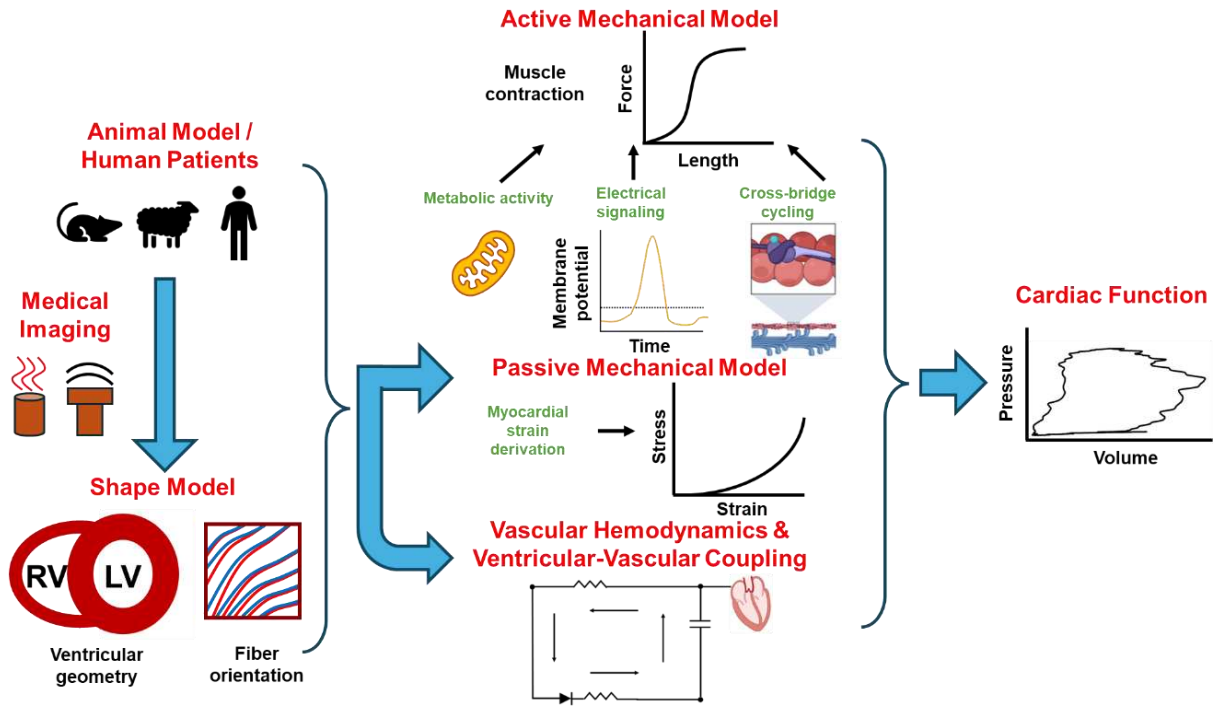 Animal Model /
Human Patients
Medical
Imaging
Shape Model
RV
LV
Ventricular
geometry
Fiber
orientation
Active Mechanical Model
Muscle
contraction
Force
Length
Metabolic activity
Electrical
signaling
Cross-bridge
cycling
Membrane
potential
Time
Passive Mechanical Model
Myocardial
strain
derivation
Stress
Strain
Vascular Hemodynamics &
Ventricular-Vascular Coupling
Cardiac Function
Pressure
Volume